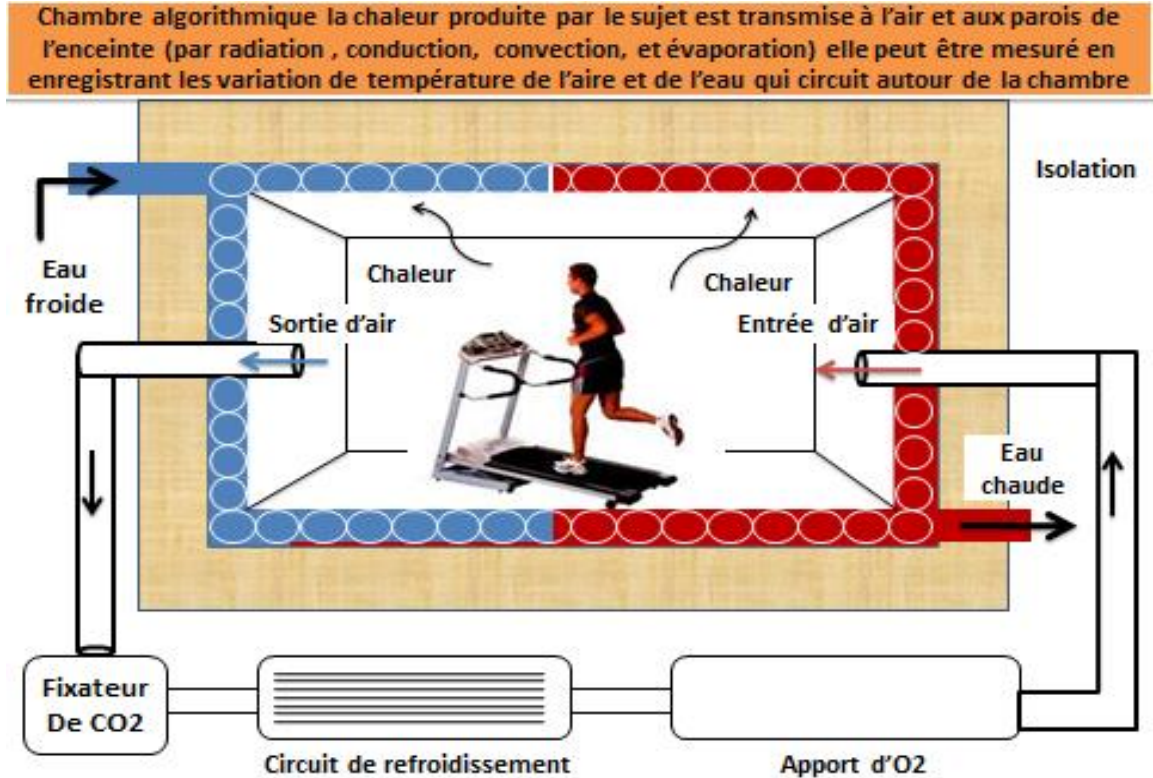 Chambre algorithmique la chaleur produite par le sujet est transmise à l'air et aux parois de
l'enceinte (par radiation , conduction, convection, et évaporation) elle peut être mesuré en
enregistrant les variation de température de l'aire et de l'eau qui circuit autour de la chambre
Isolation
Eau
froide
Chaleur
Chaleur
Sortie d'air
Entrée d'air
Eau
chaude
Fixateur
De CO2
Circuit de refroidissement
Apport d'O2